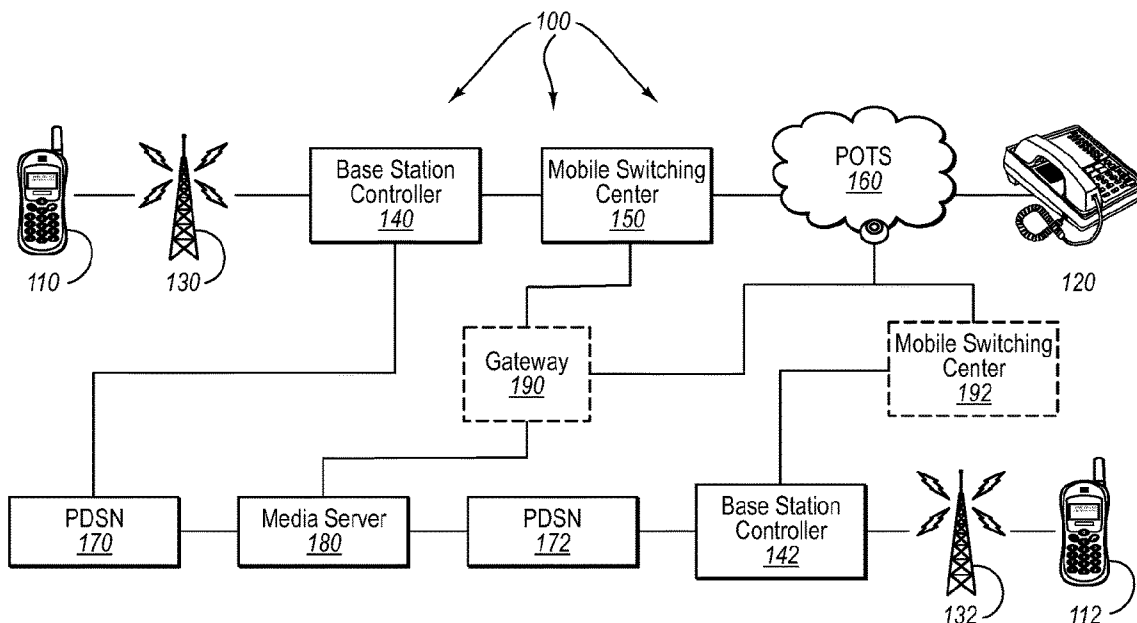 100
Base Station
Controller
140
Mobile Switching
Center
150
POTS
160
110
130
120
Gateway
190
Mobile Switching
Center
192
PDSN
170
Media Server
180
PDSN
172
Base Station
Controller
142
132
112